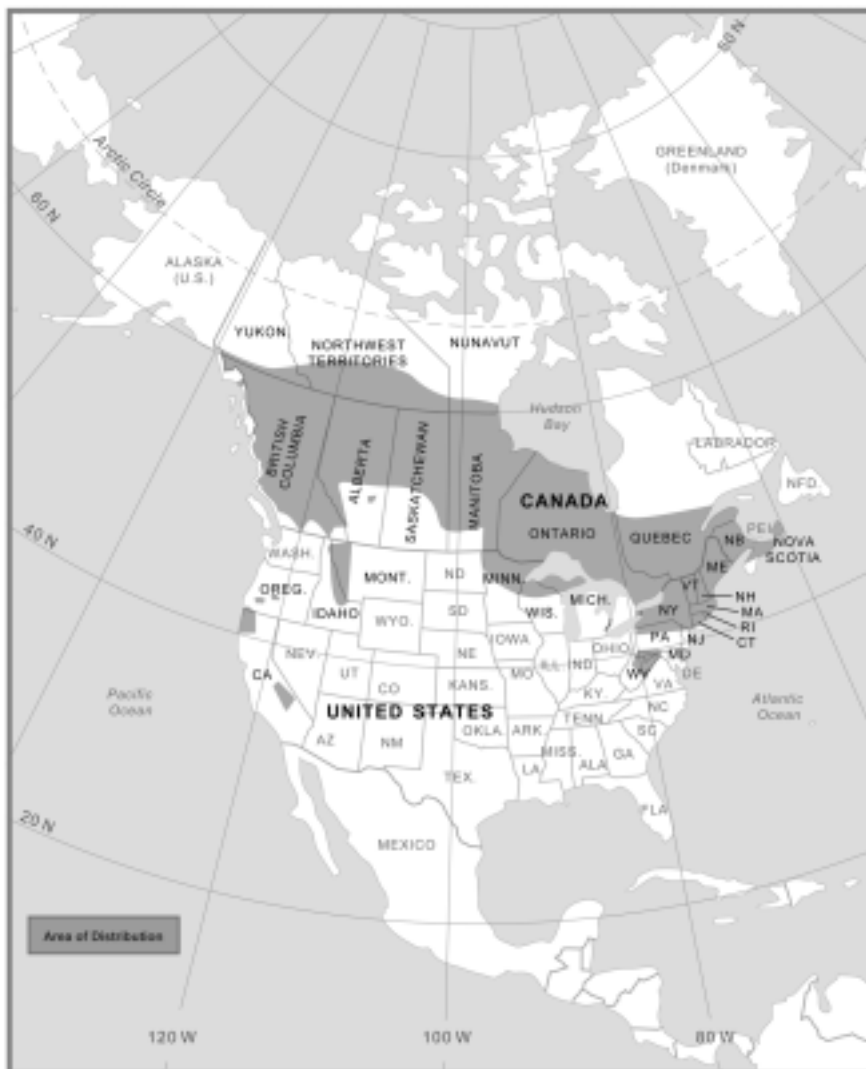 60 N
Arctic Circle
60 N
GREENLAND
(Denmark)
ALASKA
(U.S.)
YUKON
NORTHWEST
TERRITORIES
NUNAVUT
Hudson
Bay
BRITISH
COLUMBIA
ALBERTA
SASKATCHEWAN
MANITOBA
CANADA
ONTARIO
QUEBEC
LABRADOR
NFD.
PEI
NB
NOVA
SCOTIA
40 N
WASH.
OREG.
IDAHO
MONT.
ND
MINN.
WIS.
MICH.
ME
VT
NH
MA
RI
CT
NY
PA
NJ
MD
DE
WYO.
SD
IOWA
NE
NEV.
UT
CO
CA
KANS.
MO
ILL
IND
OHIO
WV
VA
KY.
NC
TENN.
SC
UNITED STATES
AZ
NM
OKLA.
ARK.
MISS.
ALA
GA
TEX.
LA
FLA
Pacific
Ocean
Atlantic
Ocean
20 N
MEXICO
Area of Distribution
120 W
100 W
80 W